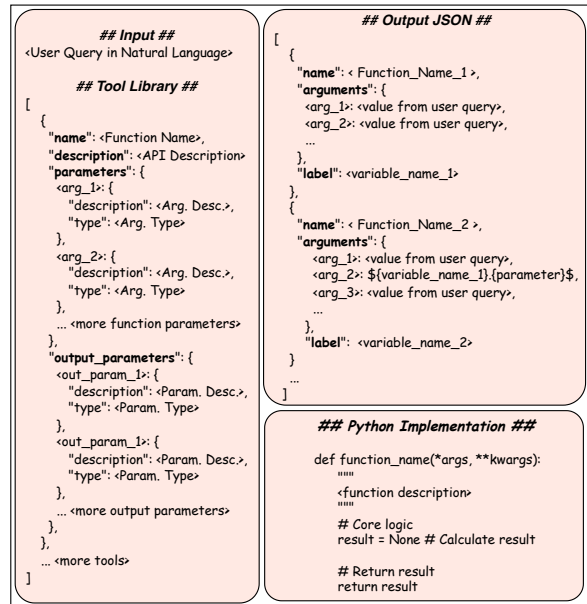 ## Input ##
<User Query in Natural Language>
## Tool Library ##
[
{
"name": <Function Name>,
"description": <API Description>
"parameters": {
<arg_1>: {
"description": <Arg. Desc.>,
"type": <Arg. Type>
},
<arg_2>: {
"description": <Arg. Desc.>,
"type": <Arg. Type>
},
... <more function parameters>
},
"output_parameters": {
<out_param_1>: {
"description": <Param. Desc.>,
"type": <Param. Type>
},
<out_param_1>: {
"description": <Param. Desc.>,
"type": <Param. Type>
},
... <more output parameters>
},
},
... <more tools>
]
## Output JSON ##
[
{
"name": < Function_Name_1 >,
"arguments": {
<arg_1>: <value from user query>,
<arg_2>: <value from user query>,
...
},
"label": <variable_name_1>
},
{
"name": < Function_Name_2 >,
"arguments": {
<arg_1>: <value from user query>,
<arg_2>: ${variable_name_1}.{parameter}$,
<arg_3>: <value from user query>,
...
},
"label": <variable_name_2>
}
...
]
## Python Implementation ##
def function_name(*args, **kwargs):
"""
<function description>
"""
# Core logic
result = None # Calculate result
# Return result
return result